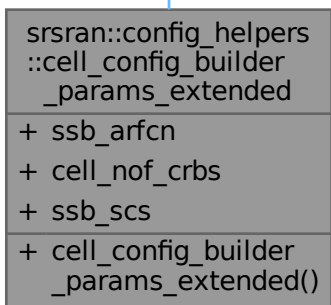 srsran::config_helpers
::cell_config_builder
_params_extended
+ ssb_arfcn
+ cell_nof_crbs
+ ssb_scs
+ cell_config_builder
_params_extended()